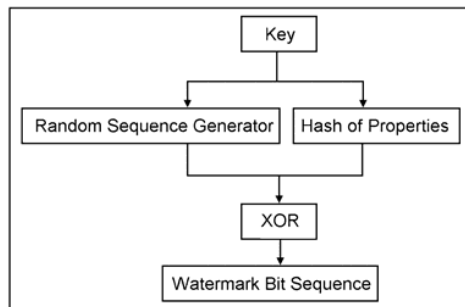 Key
Random Sequence Generator
Hash of Properties
XOR
Watermark Bit Sequence